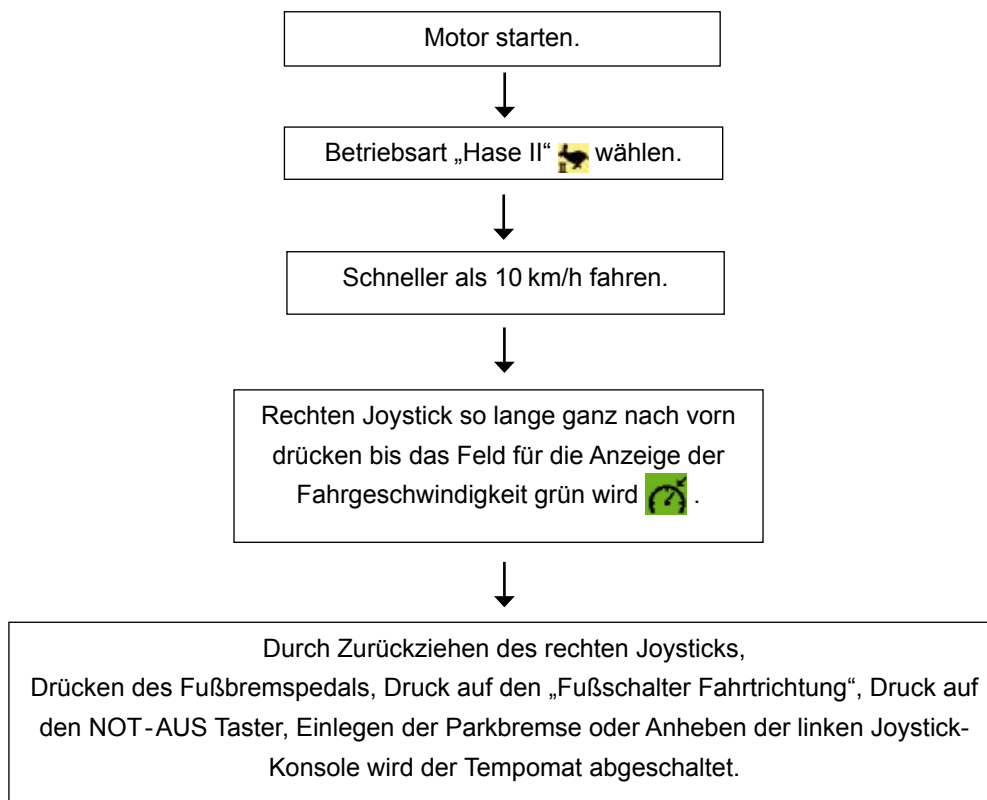 Motor starten.
Betriebsart „Hase II“ wählen.
Schneller als 10 km/h fahren.
Rechten Joystick so lange ganz nach vorn
drücken bis das Feld für die Anzeige der
Fahrgeschwindigkeit grün wird .
Durch Zurückziehen des rechten Joysticks,
Drücken des Fußbremspedals, Druck auf den „Fußschalter Fahrtrichtung“, Druck auf
den NOT-AUS Taster, Einlegen der Parkbremse oder Anheben der linken Joystick-
Konsole wird der Tempomat abgeschaltet.